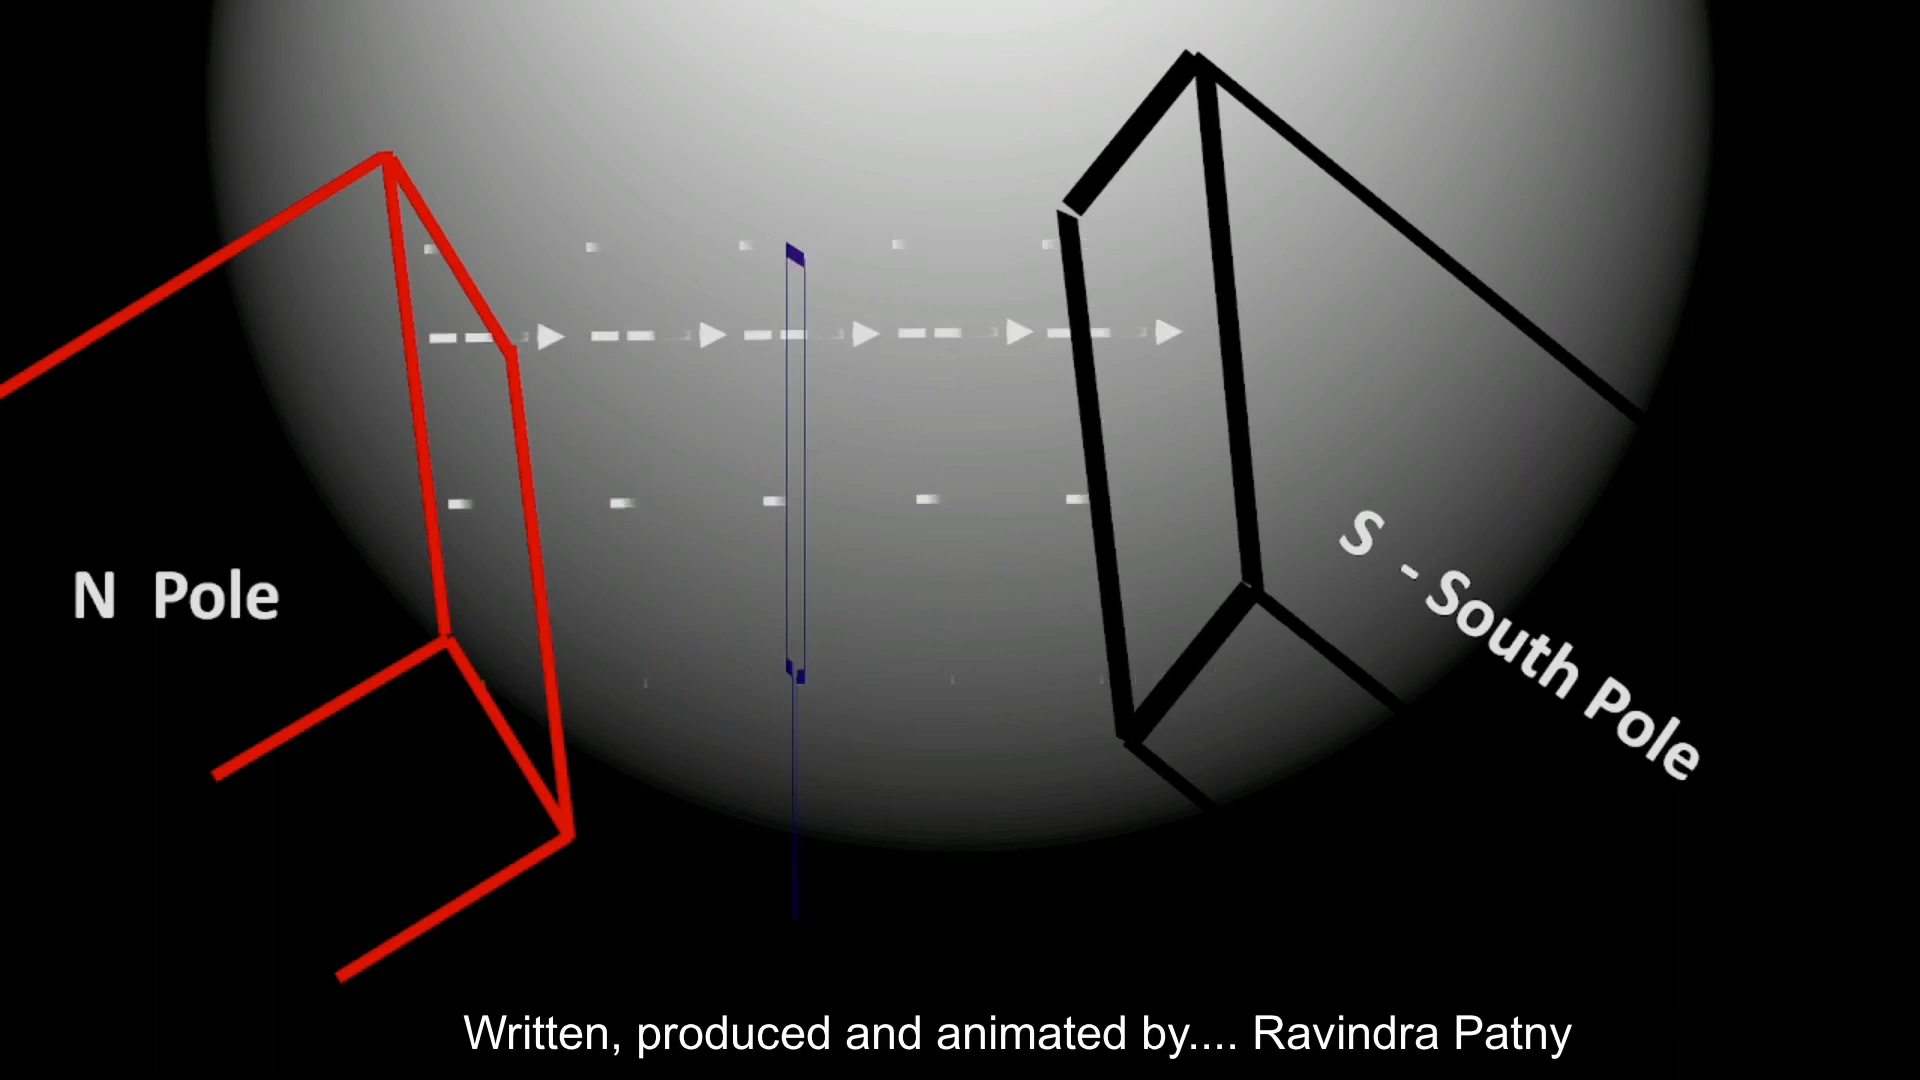 N Pole
S - South Pole
Written, produced and animated by.... Ravindra Patny